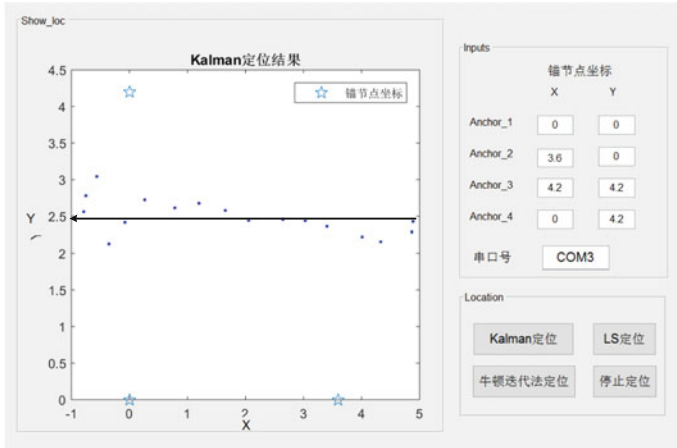 Show_loc
Kalman定位结果
锚节点坐标
4.5
4
3.5
3
2.5
2
1.5
1
0.5
0
Y
-1 0 1 2 3 4 5
X
Inputs
锚节点坐标
X Y
Anchor_1 0 0
Anchor_2 3.6 0
Anchor_3 4.2 4.2
Anchor_4 0 4.2
串口号 COM3
Location
Kalman定位 LS定位
牛顿迭代法定位 停止定位